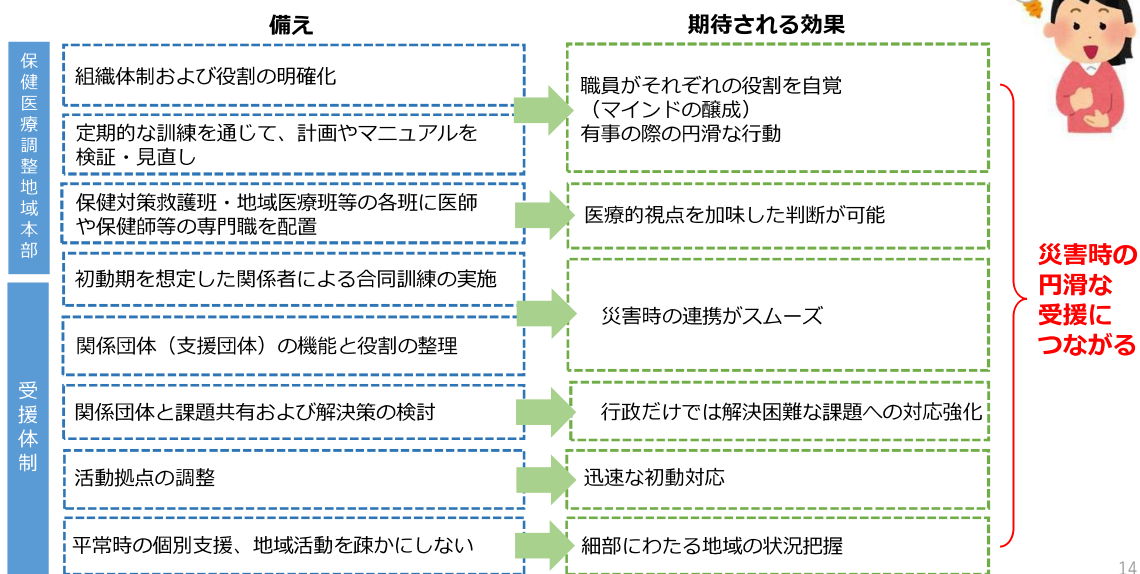 備え
期待される効果
保健医療調整地域本部
組織体制および役割の明確化
定期的な訓練を通じて、計画やマニュアルを
検証・見直し
職員がそれぞれの役割を自覚
（マインドの醸成）
有事の際の円滑な行動
保健対策救護班・地域医療班等の各班に医師
や保健師等の専門職を配置
医療的視点を加味した判断が可能
初動期を想定した関係者による合同訓練の実施
受援体制
関係団体（支援団体）の機能と役割の整理
災害時の連携がスムーズ
関係団体と課題共有および解決策の検討
行政だけでは解決困難な課題への対応強化
活動拠点の調整
迅速な初動対応
平常時の個別支援、地域活動を疎かにしない
細部にわたる地域の状況把握
災害時の
円滑な
受援に
つながる
14